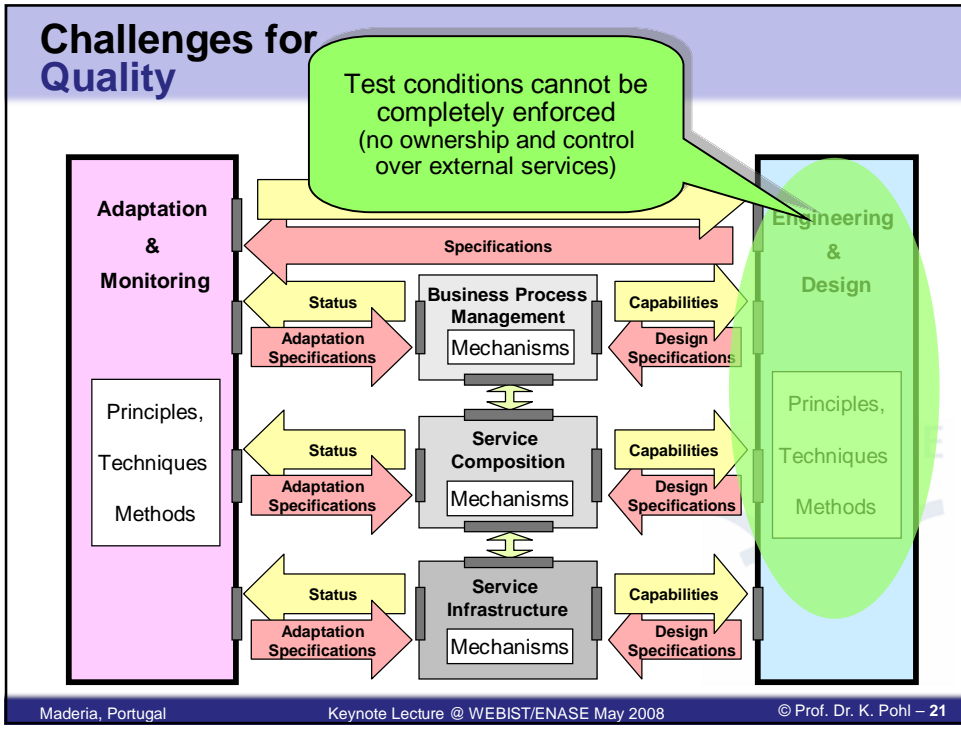 Challenges for
Quality
Test conditions cannot be
completely enforced
(no ownership and control
over external services)
Adaptation
&
Monitoring
Principles,
Techniques
Methods
Specifications
Status
Adaptation
Specifications
Business Process
Management
Mechanisms
Capabilities
Design
Specifications
Status
Adaptation
Specifications
Service
Composition
Mechanisms
Capabilities
Design
Specifications
Status
Adaptation
Specifications
Service
Infrastructure
Mechanisms
Capabilities
Design
Specifications
Engineering
&
Design
Principles,
Techniques
Methods
E
Maderia, Portugal
Keynote Lecture @ WEBIST/ENASE May 2008
© Prof. Dr. K. Pohl – 21